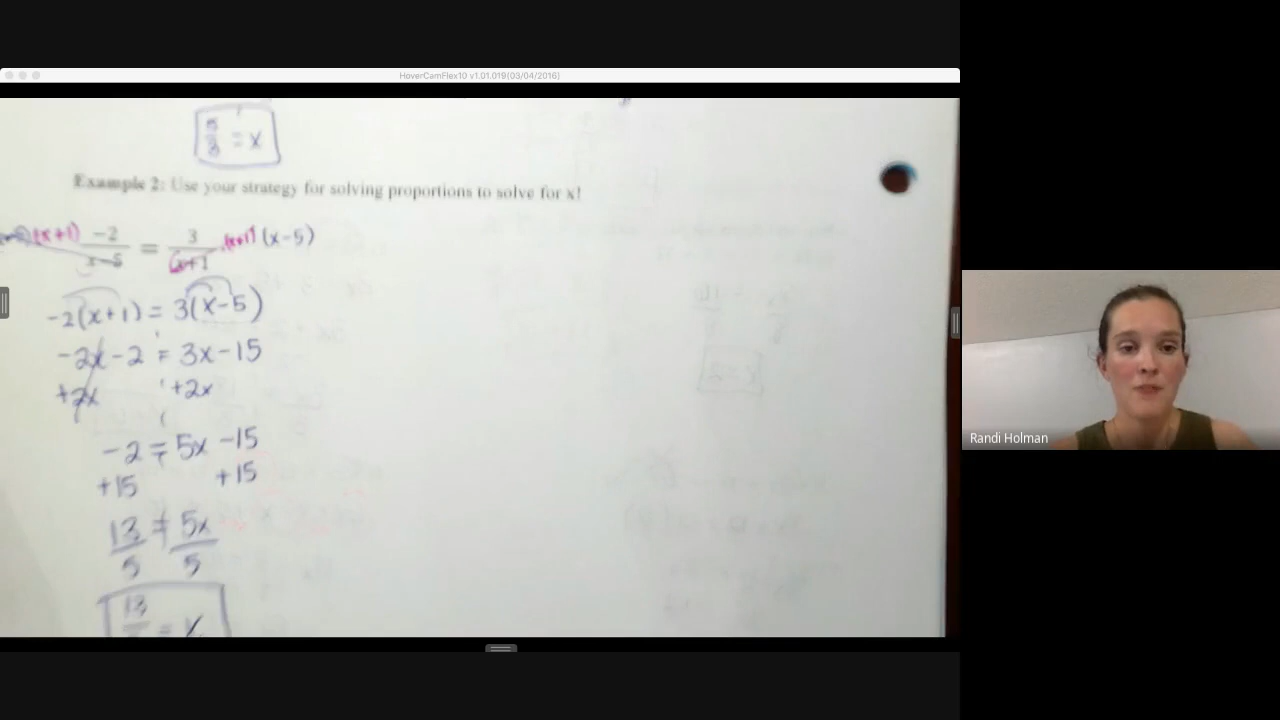 HoverCamFlex10 v1.01.019(03/04/2016)
5/3 = x
Example 2: Use your strategy for solving proportions to solve for x!
(x+1) -2/x-5 = 3/(x+1) · (x+1) (x-5)
-2(x+1) = 3(x-5)
-2x-2 = 3x-15
+2x +2x
-2 = 5x -15
+15 +15
13/5 = 5x/5
13 = x
Randi Holman